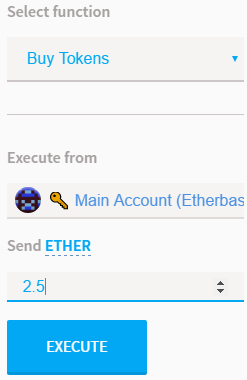 Select function
Buy Tokens
Execute from
Main Account (Etherbas
Send ETHER
2.5
EXECUTE